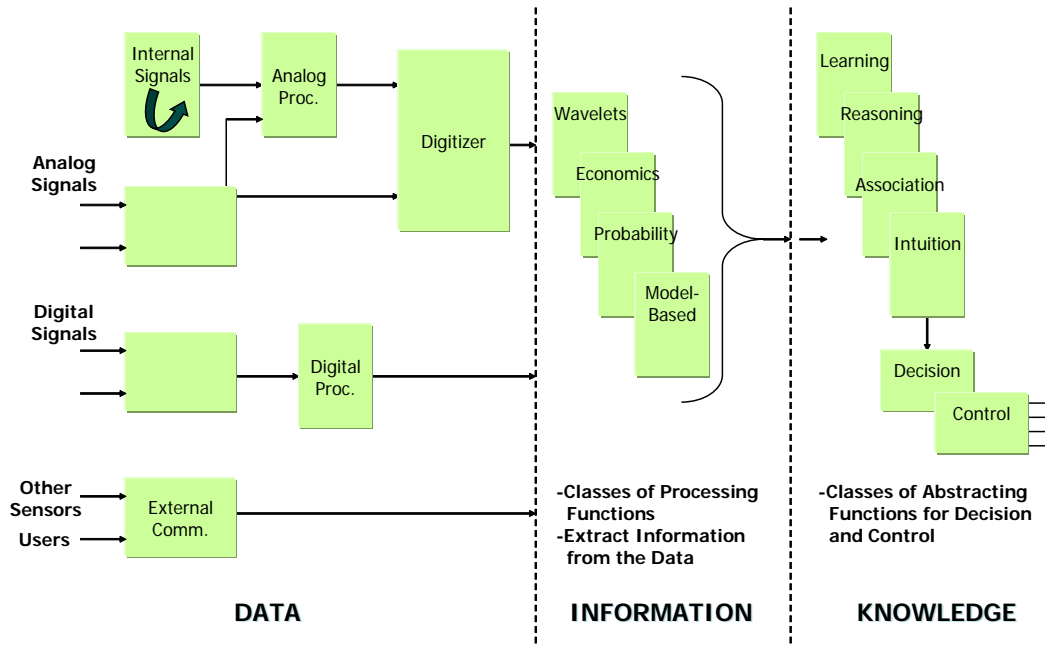 Internal
Signals
Analog
Proc.
Digitizer
Analog
Signals
Digital
Signals
Digital
Proc.
Other
Sensors
Users
External
Comm.
DATA
Wavelets
Economics
Probability
Model-
Based
-Classes of Processing
Functions
-Extract Information
from the Data
INFORMATION
Learning
Reasoning
Association
Intuition
Decision
Control
-Classes of Abstracting
Functions for Decision
and Control
KNOWLEDGE